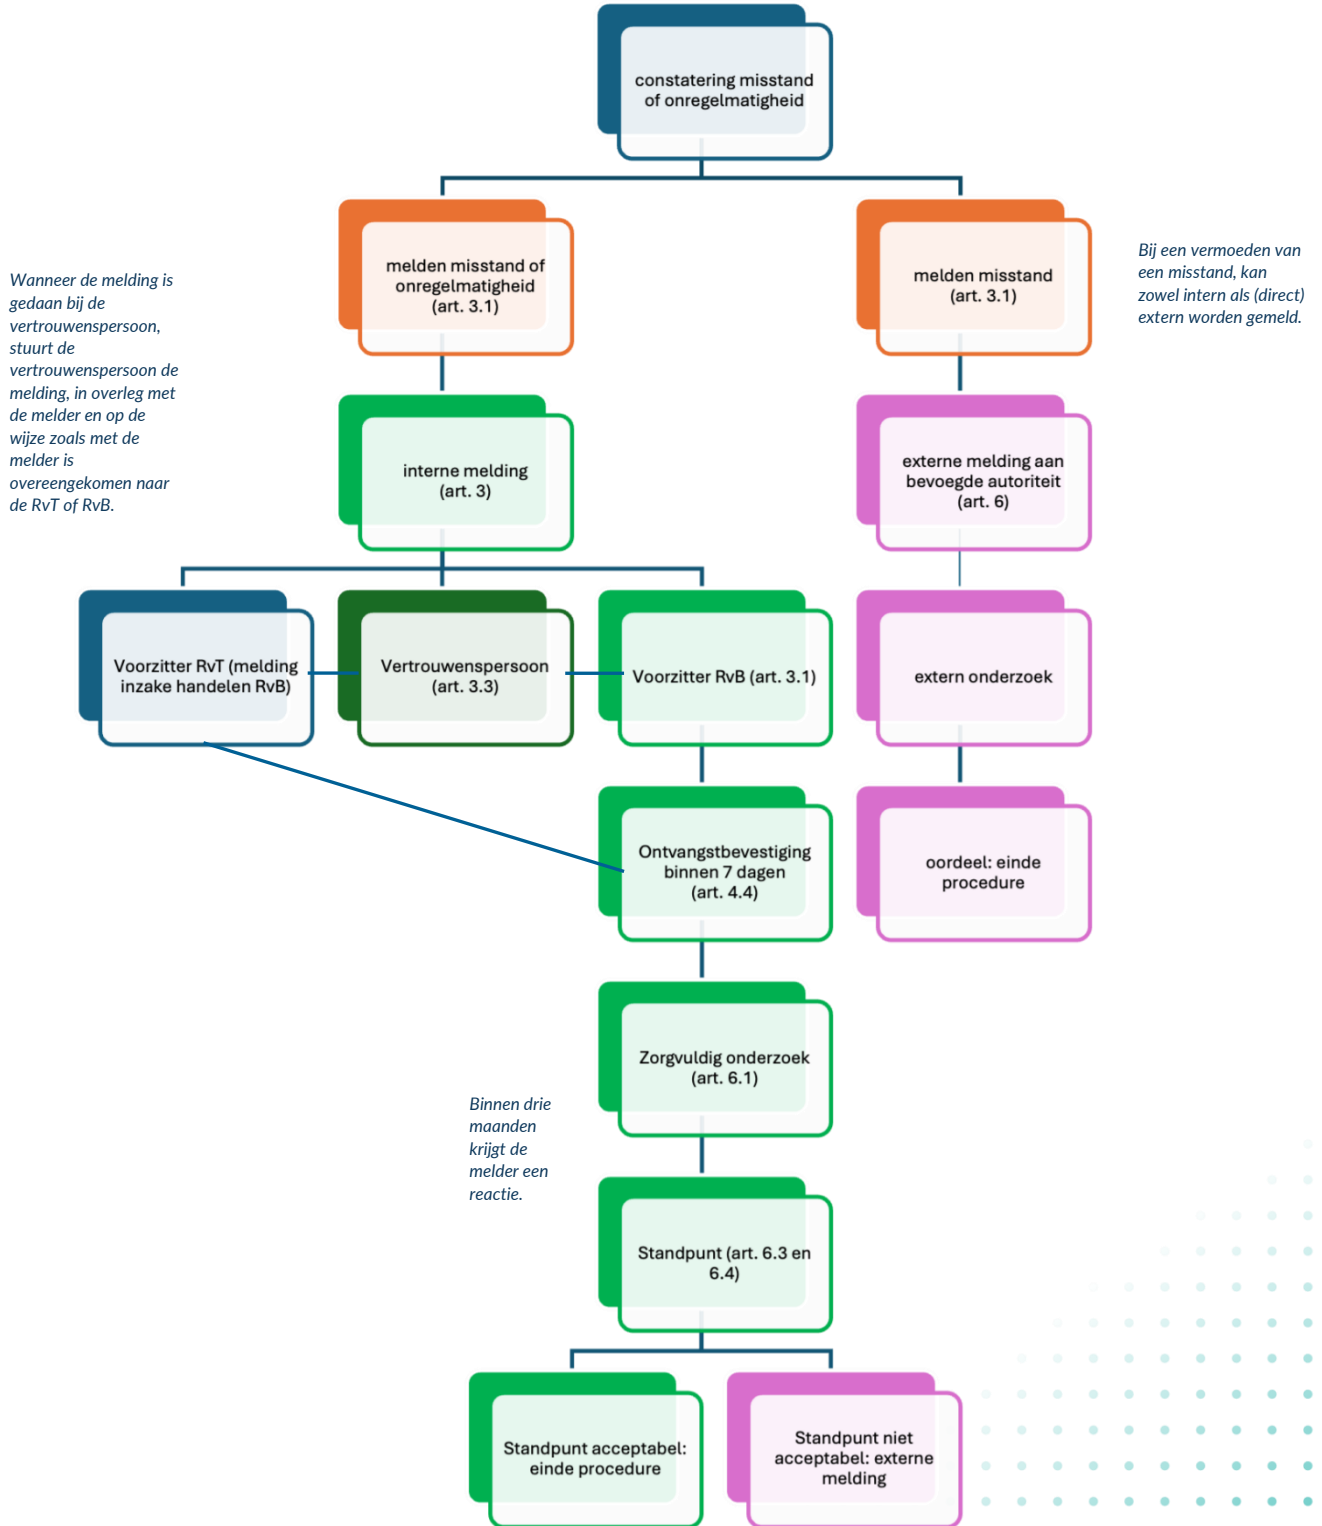 constatering misstand
of onregelmatigheid
melden misstand of
onregelmatigheid
(art. 3.1)
melden misstand
(art. 3.1)
Bij een vermoeden van
een misstand, kan
zowel intern als (direct)
extern worden gemeld.
Wanneer de melding is
gedaan bij de
vertrouwenspersoon,
stuurt de
vertrouwenspersoon de
melding, in overleg met
de melder en op de
wijze zoals met de
melder is
overeengekomen naar
de RvT of RvB.
interne melding
(art. 3)
externe melding aan
bevoegde autoriteit
(art. 6)
Voorzitter RvT (melding
inzake handelen RvB)
Vertrouwenspersoon
(art. 3.3)
Voorzitter RvB (art. 3.1)
extern onderzoek
Ontvangstbevestiging
binnen 7 dagen
(art. 4.4)
oordeel: einde
procedure
Zorgvuldig onderzoek
(art. 6.1)
Binnen drie
maanden
krijgt de
melder een
reactie.
Standpunt (art. 6.3 en
6.4)
Standpunt acceptabel:
einde procedure
Standpunt niet
acceptabel: externe
melding